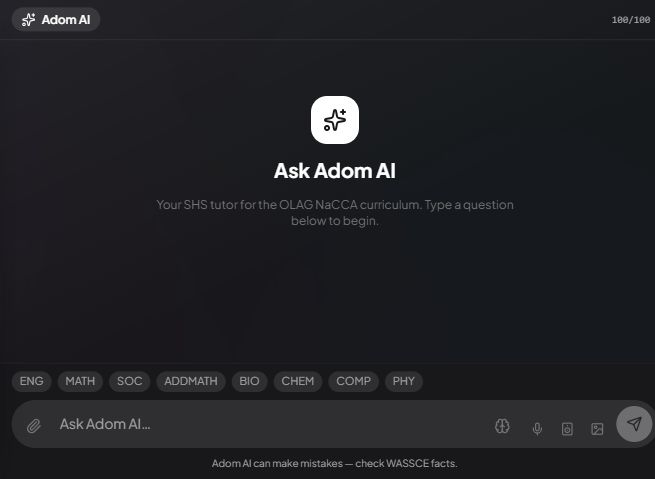 Adom AI
100/100
Ask Adom AI
Your SHS tutor for the OLAG NaCCA curriculum. Type a question
below to begin.
ENG MATH SOC ADDMATH BIO CHEM COMP PHY
Ask Adom AI...
Adom AI can make mistakes — check WASSCE facts.